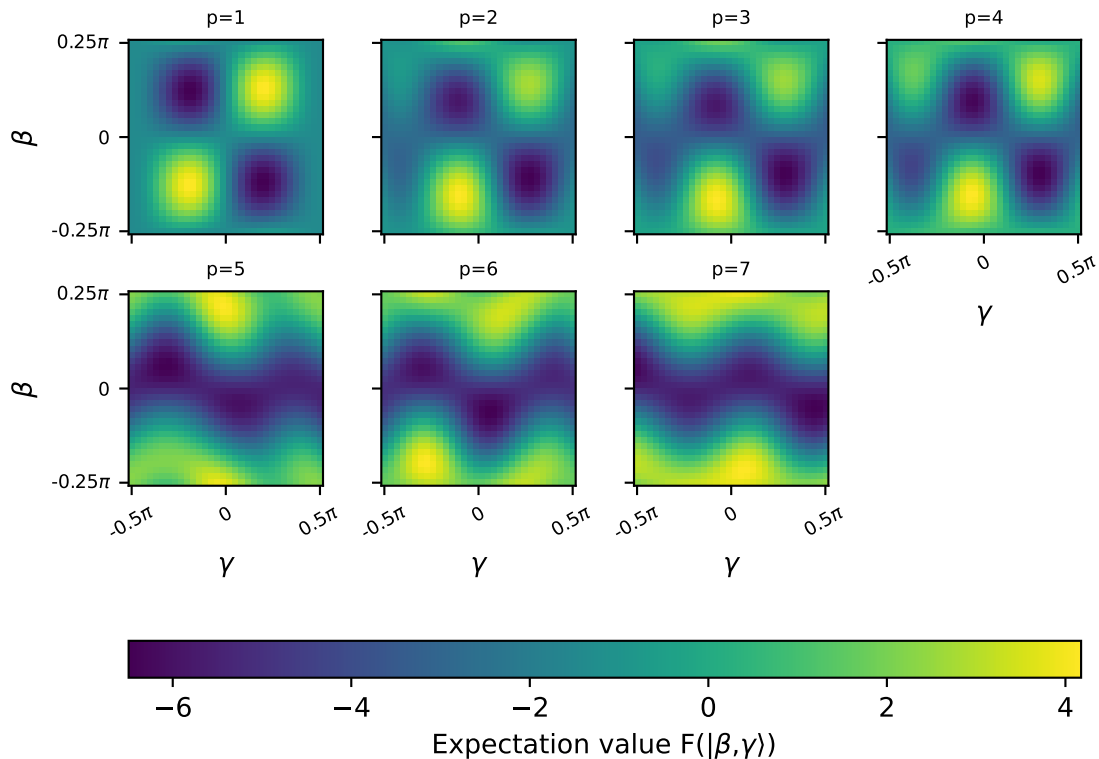 p=1 p=2 p=3 p=4
0.25π
β
0
-0.25π
-0.5π 0 0.5π
γ
p=5 p=6 p=7
0.25π
β
0
-0.25π
-0.5π 0 0.5π -0.5π 0 0.5π -0.5π 0 0.5π
γ γ γ
−6 −4 −2 0 2 4
Expectation value F(|β,γ⟩)